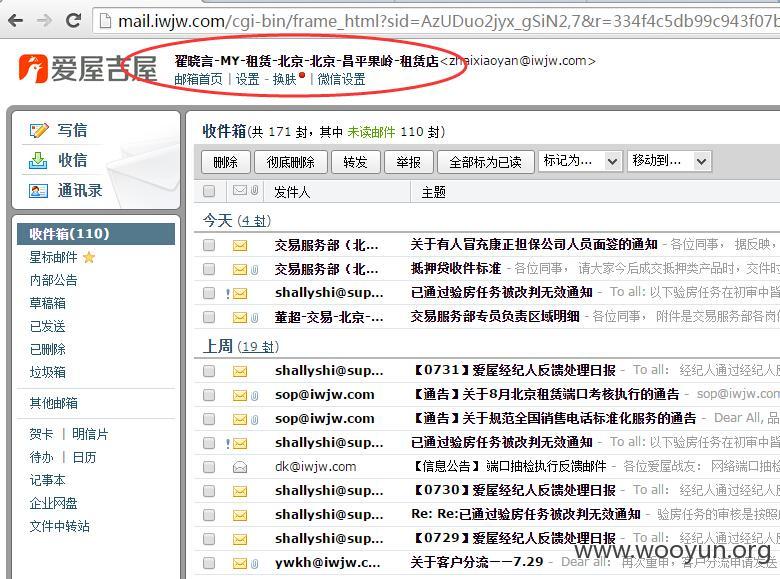 mail.iwjw.com/cgi-bin/frame_html?sid=AzUDuo2jyx_gSiN2,7&r=334f4c5db99c943f07b
爱屋吉屋
翟晓言-MY-租赁-北京-北京-昌平果岭-租赁店<zhaixiaoyan@iwjw.com>
邮箱首页 | 设置 - 换肤 | 微信设置
写信
收信
通讯录
收件箱(110)
星标邮件
内部公告
草稿箱
已发送
已删除
垃圾箱
其他邮箱
贺卡 | 明信片
待办 | 日历
记事本
企业网盘
文件中转站
收件箱(共 171 封，其中 未读邮件 110 封)
删除 彻底删除 转发 举报 全部标为已读 标记为... 移动到...
发件人 主题
今天 (4 封)
交易服务部（北... 关于有人冒充康正担保公司人员面签的通知 - 各位同事， 据反映，
交易服务部（北... 抵押贷收件标准 - 各位同事， 请大家今后成交抵押类产品时，交件时
shallyshi@sup... 已通过验房任务被改判无效通知 - To all: 以下验房任务在初审中皆
董超-交易-北京-... 交易服务部专员负责区域明细 - 各位同事， 附件是交易服务部各岗
上周 (19 封)
shallyshi@sup... 【0731】爱屋经纪人反馈处理日报 - To all： 经纪人通过经纪人
sop@iwjw.com 【通告】关于8月北京租赁端口考核执行的通告 - sop@iwjw.com
sop@iwjw.com 【通告】关于规范全国销售电话标准化服务的通告 - Dear All, 品
shallyshi@sup... 已通过验房任务被改判无效通知 - To all: 以下验房任务在初审中皆
dk@iwjw.com 【信息公告】端口抽检执行反馈邮件 - 各位爱屋战友： 网络端口抽检
shallyshi@sup... 【0730】爱屋经纪人反馈处理日报 - To all： 经纪人通过经纪人
shallyshi@sup... Re: Re:已通过验房任务被改判无效通知 - 验房任务的审核是按照
shallyshi@sup... 【0729】爱屋经纪人反馈处理日报 - To all： 经纪人通过经纪人
ywkh@iwjw.c... 关于客户分流——7.29 - Dear all： 再次重申，客户分流申请发送
www.wooyun.org